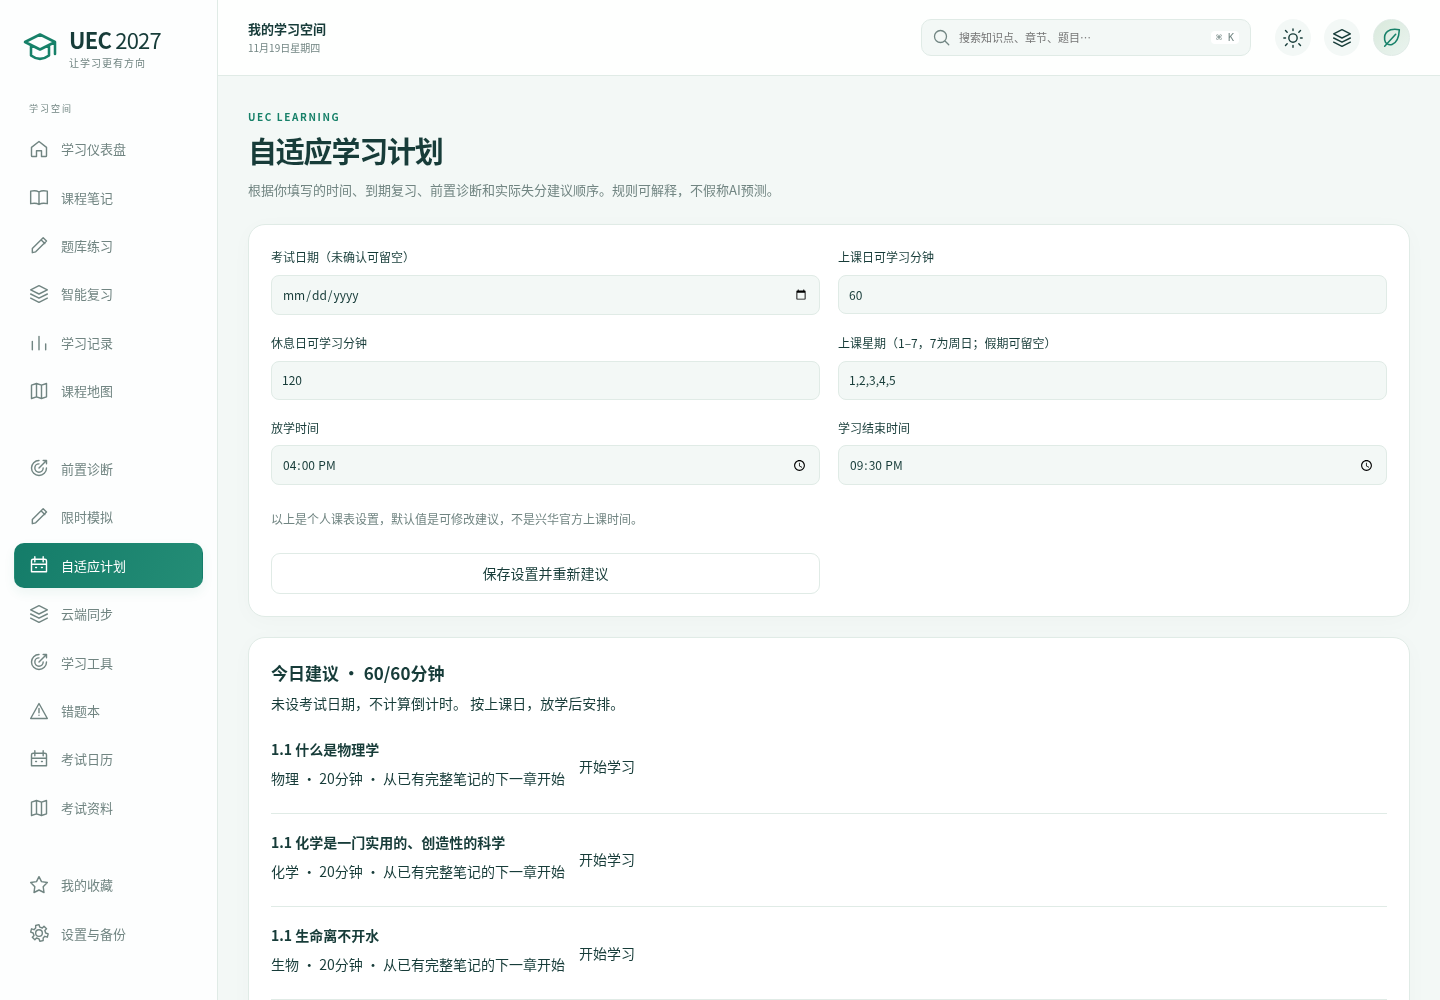 UEC 2027
让学习更有方向
学习空间
学习仪表盘
课程笔记
题库练习
智能复习
学习记录
课程地图
前置诊断
限时模拟
自适应计划
云端同步
学习工具
错题本
考试日历
考试资料
我的收藏
设置与备份
我的学习空间
11月19日星期四
搜索知识点、章节、题目…
⌘ K
UEC LEARNING
自适应学习计划
根据你填写的时间、到期复习、前置诊断和实际失分建议顺序。规则可解释，不假称AI预测。
考试日期（未确认可留空）
mm/dd/yyyy
上课日可学习分钟
60
休息日可学习分钟
120
上课星期（1–7，7为周日；假期可留空）
1,2,3,4,5
放学时间
04:00 PM
学习结束时间
09:30 PM
以上是个人课表设置，默认值是可修改建议，不是兴华官方上课时间。
保存设置并重新建议
今日建议 · 60/60分钟
未设考试日期，不计算倒计时。 按上课日，放学后安排。
1.1 什么是物理学
物理 · 20分钟 · 从已有完整笔记的下一章开始
开始学习
1.1 化学是一门实用的、创造性的科学
化学 · 20分钟 · 从已有完整笔记的下一章开始
开始学习
1.1 生命离不开水
生物 · 20分钟 · 从已有完整笔记的下一章开始
开始学习